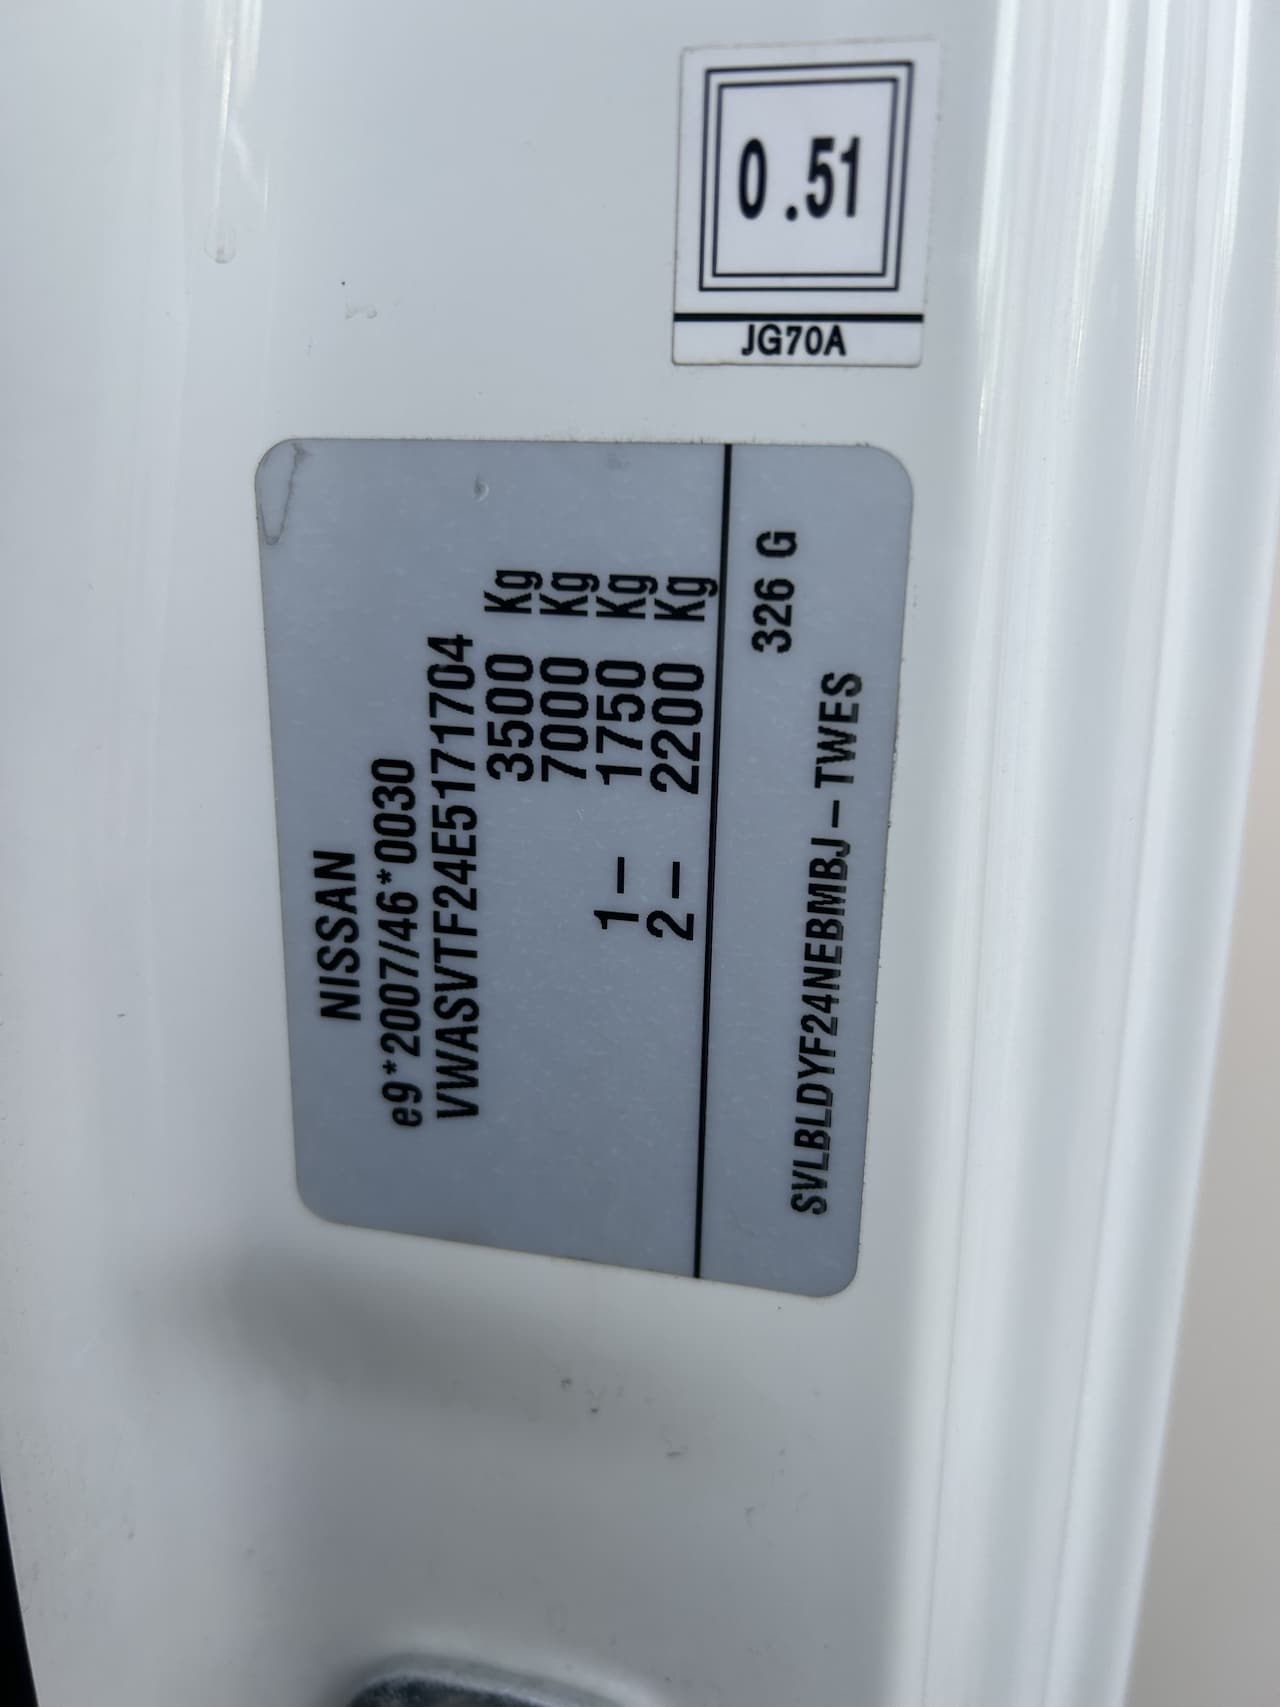 0.51
JG70A
NISSAN
e9*2007/46*0030
VWASVTF24E5171704
3500 Kg
7000 Kg
1– 1750 Kg
2– 2200 Kg
326 G
SVLBLDYF24NEBMBJ–TWES